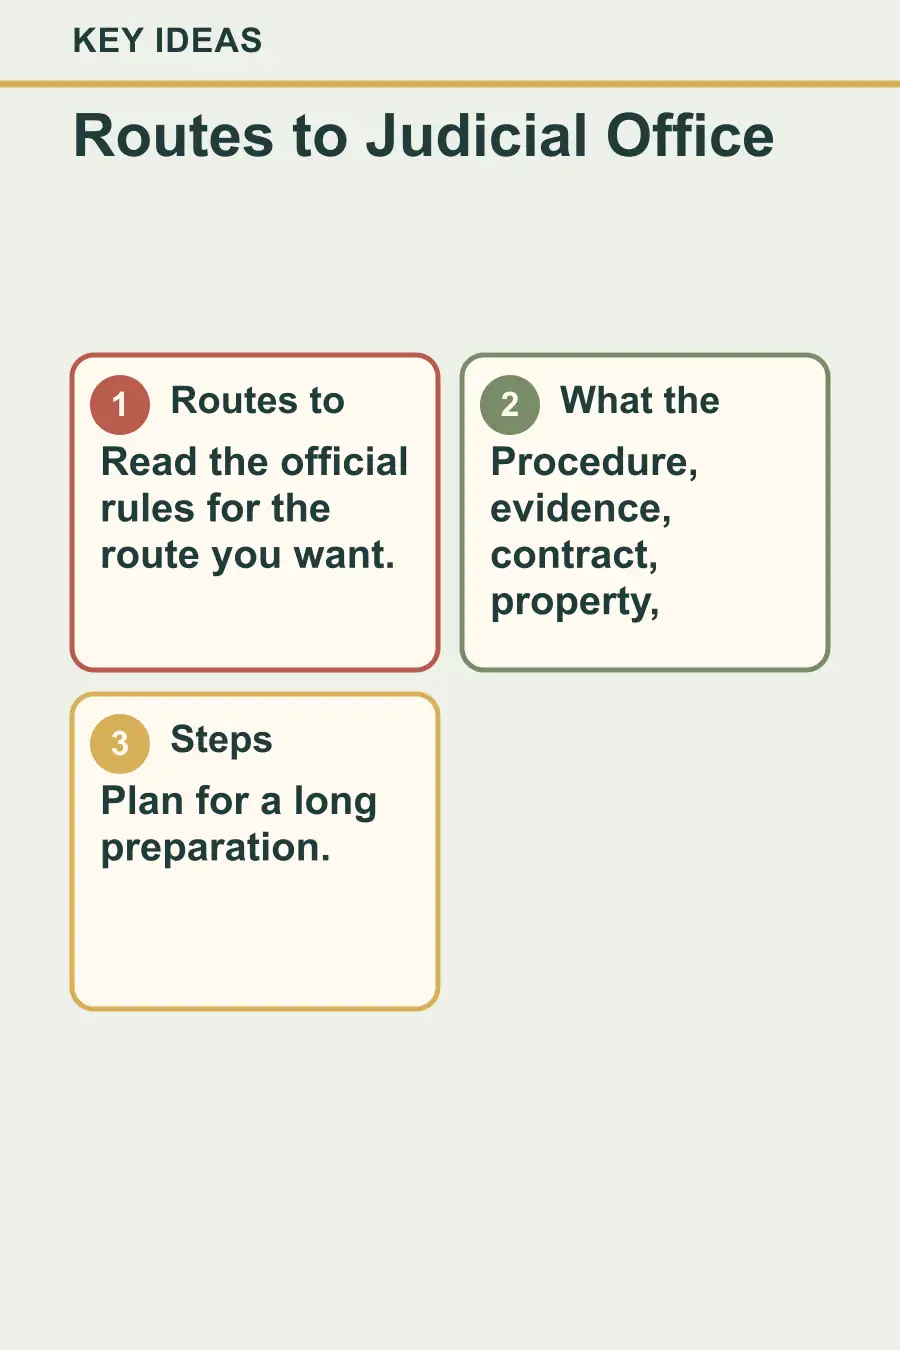 KEY IDEAS
Routes to Judicial Office
1 Routes to
Read the official
rules for the
route you want.
2 What the
Procedure,
evidence,
contract,
property,
3 Steps
Plan for a long
preparation.